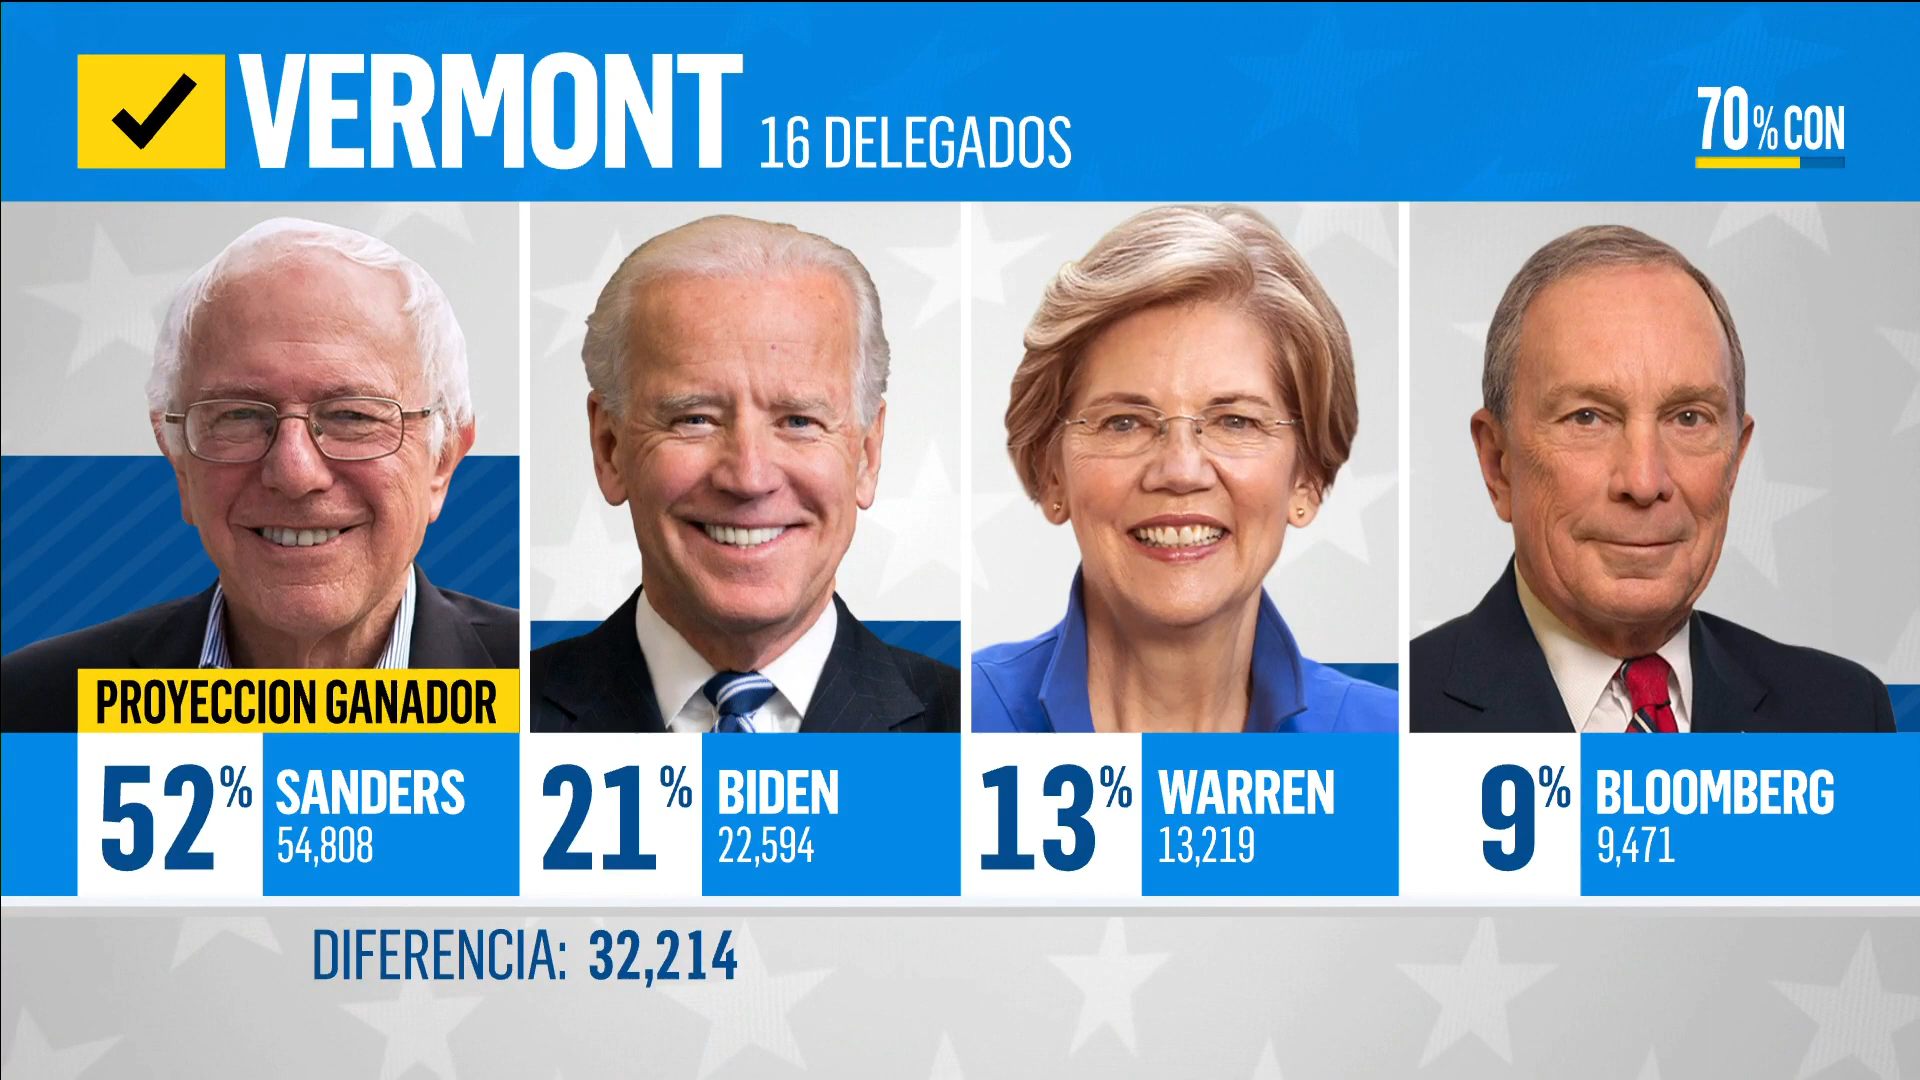 VERMONT 16 DELEGADOS
70% CON
PROYECCION GANADOR
52% SANDERS
54,808
21% BIDEN
22,594
13% WARREN
13,219
9% BLOOMBERG
9,471
DIFERENCIA: 32,214